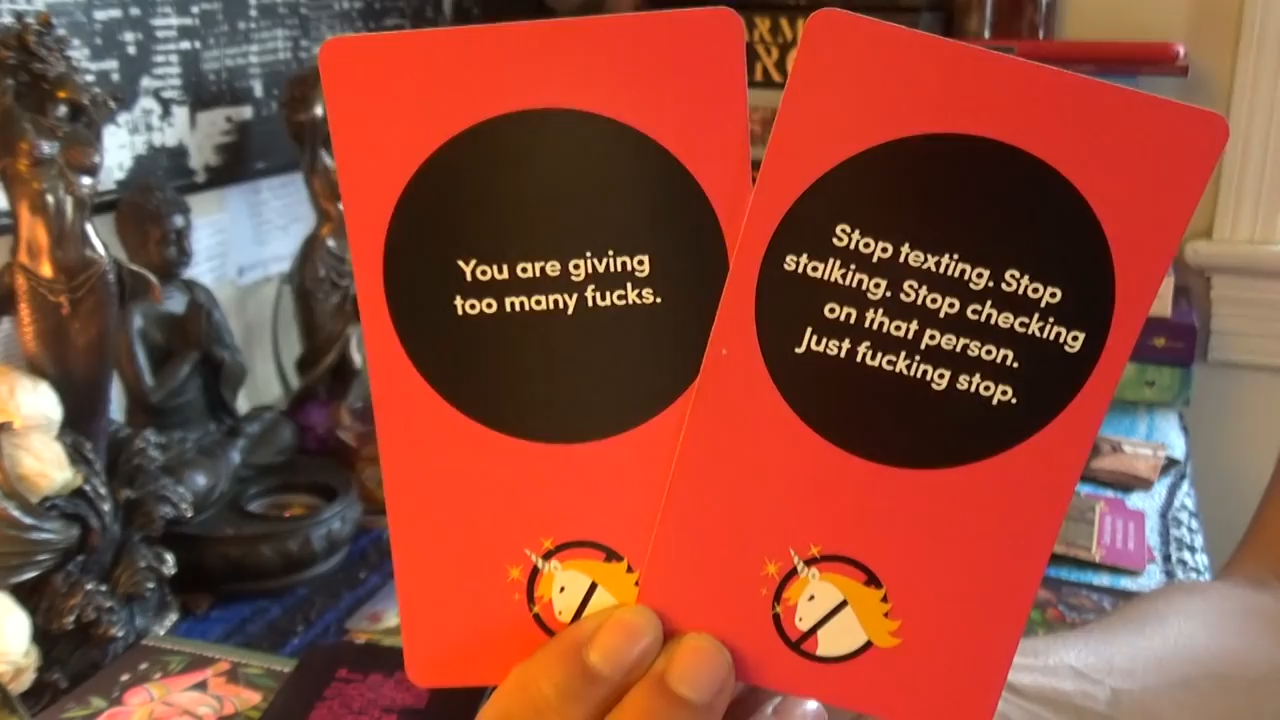 You are giving
too many fucks.
Stop texting. Stop
stalking. Stop checking
on that person.
Just fucking stop.